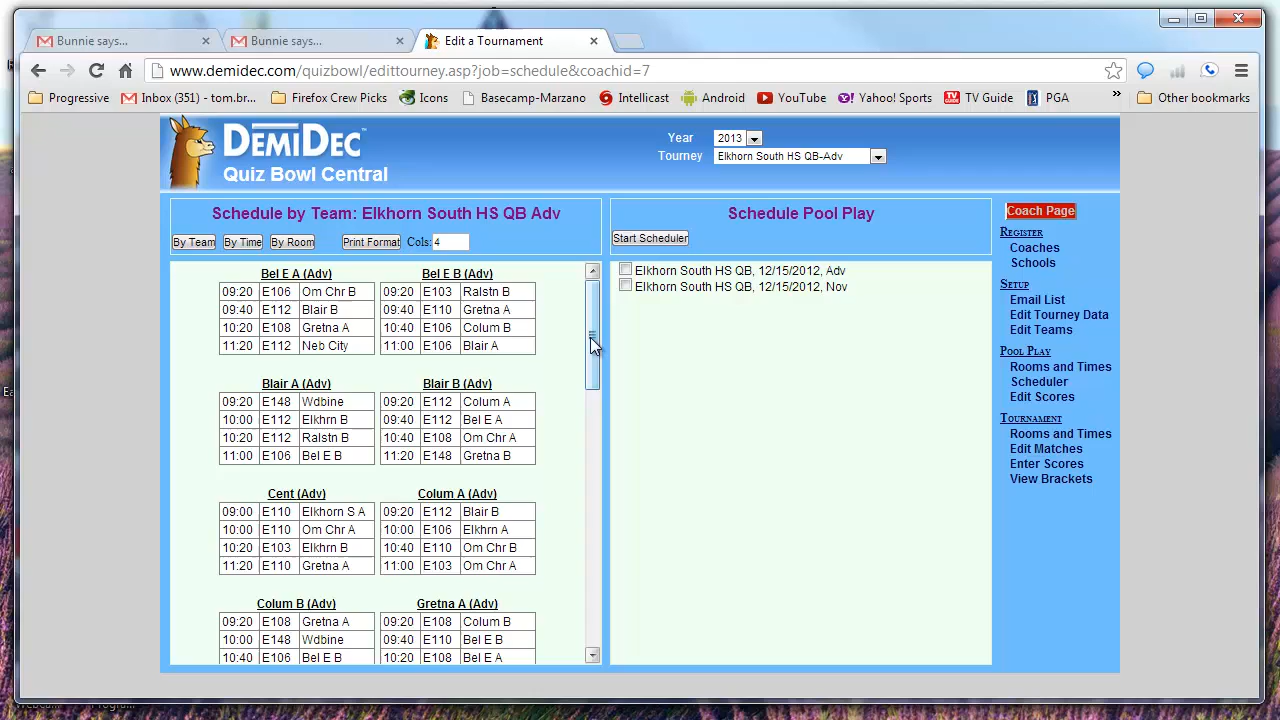 Bunnie says...
Bunnie says...
Edit a Tournament
www.demidec.com/quizbowl/edittourney.asp?job=schedule&coachid=7
Progressive
Inbox (351) - tom.br...
Firefox Crew Picks
Icons
Basecamp-Marzano
Intellicast
Android
YouTube
Yahoo! Sports
TV Guide
PGA
»
Other bookmarks
DEMIDEC™
Quiz Bowl Central
Year 2013
Tourney Elkhorn South HS QB-Adv
Schedule by Team: Elkhorn South HS QB Adv
By Team By Time By Room Print Format Cols: 4
Bel E A (Adv)
09:20 E106 Om Chr B
09:40 E112 Blair B
10:20 E108 Gretna A
11:20 E112 Neb City
Bel E B (Adv)
09:20 E103 Ralstn B
09:40 E110 Gretna A
10:40 E106 Colum B
11:00 E106 Blair A
Blair A (Adv)
09:20 E148 Wdbine
10:00 E112 Elkhrn B
10:20 E112 Ralstn B
11:00 E106 Bel E B
Blair B (Adv)
09:20 E112 Colum A
09:40 E112 Bel E A
10:40 E108 Om Chr A
11:20 E148 Gretna B
Cent (Adv)
09:00 E110 Elkhorn S A
10:00 E110 Om Chr A
10:20 E103 Elkhrn B
11:20 E110 Gretna A
Colum A (Adv)
09:20 E112 Blair B
10:00 E106 Elkhrn A
10:40 E110 Om Chr B
11:00 E103 Om Chr A
Colum B (Adv)
09:20 E108 Gretna A
10:00 E148 Wdbine
10:40 E106 Bel E B
Gretna A (Adv)
09:20 E108 Colum B
09:40 E110 Bel E B
10:20 E108 Bel E A
Schedule Pool Play
Start Scheduler
Elkhorn South HS QB, 12/15/2012, Adv
Elkhorn South HS QB, 12/15/2012, Nov
Coach Page
Register
Coaches
Schools
Setup
Email List
Edit Tourney Data
Edit Teams
Pool Play
Rooms and Times
Scheduler
Edit Scores
Tournament
Rooms and Times
Edit Matches
Enter Scores
View Brackets